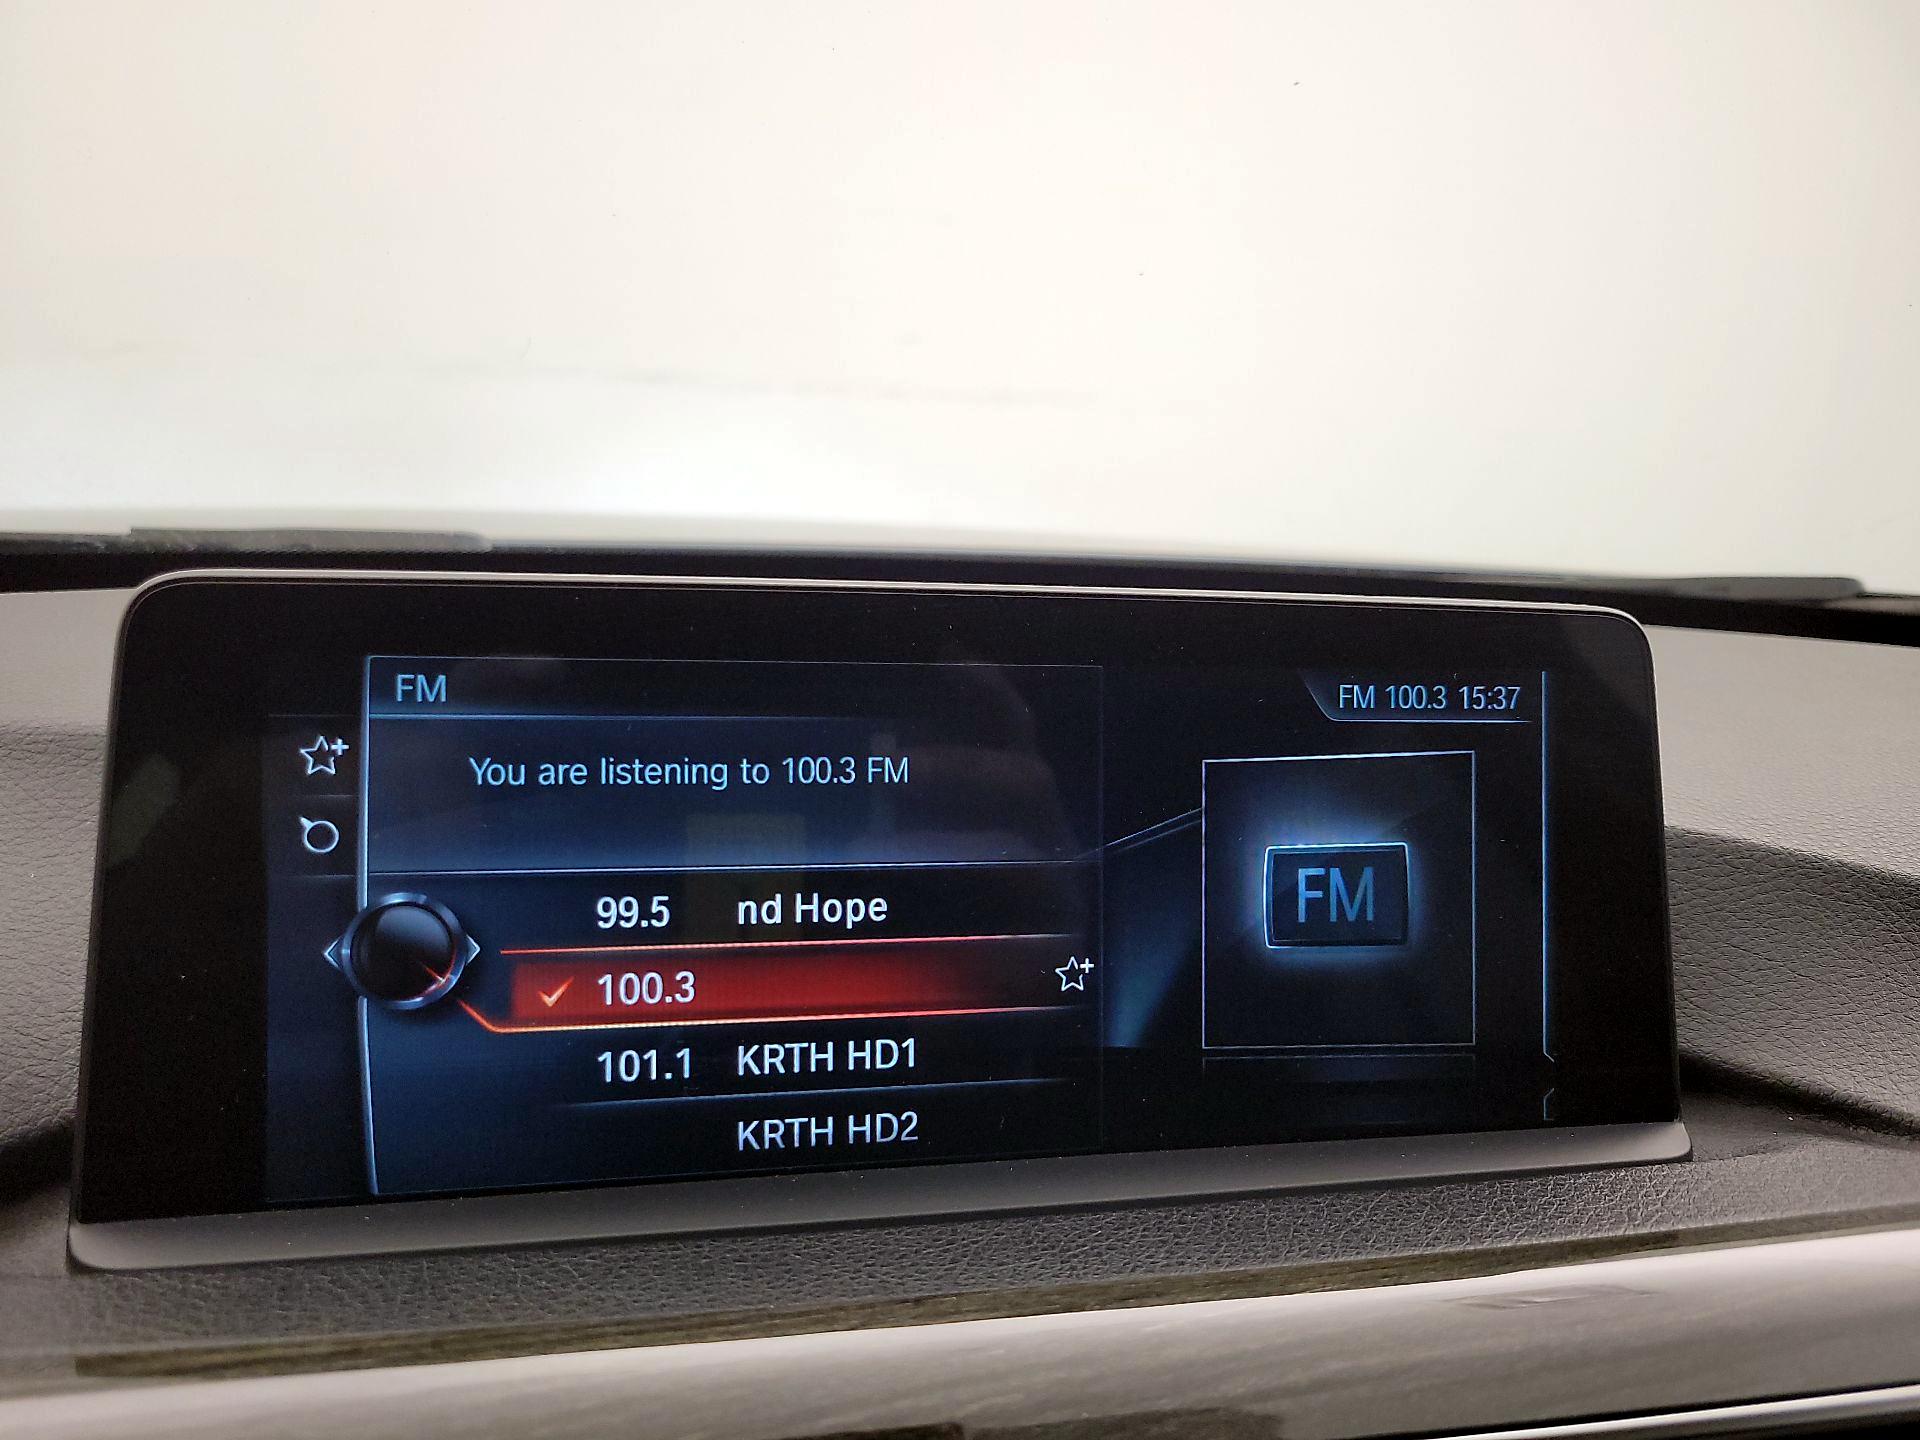 FM
FM 100.3 15:37
You are listening to 100.3 FM
99.5 nd Hope
100.3
101.1 KRTH HD1
KRTH HD2
FM